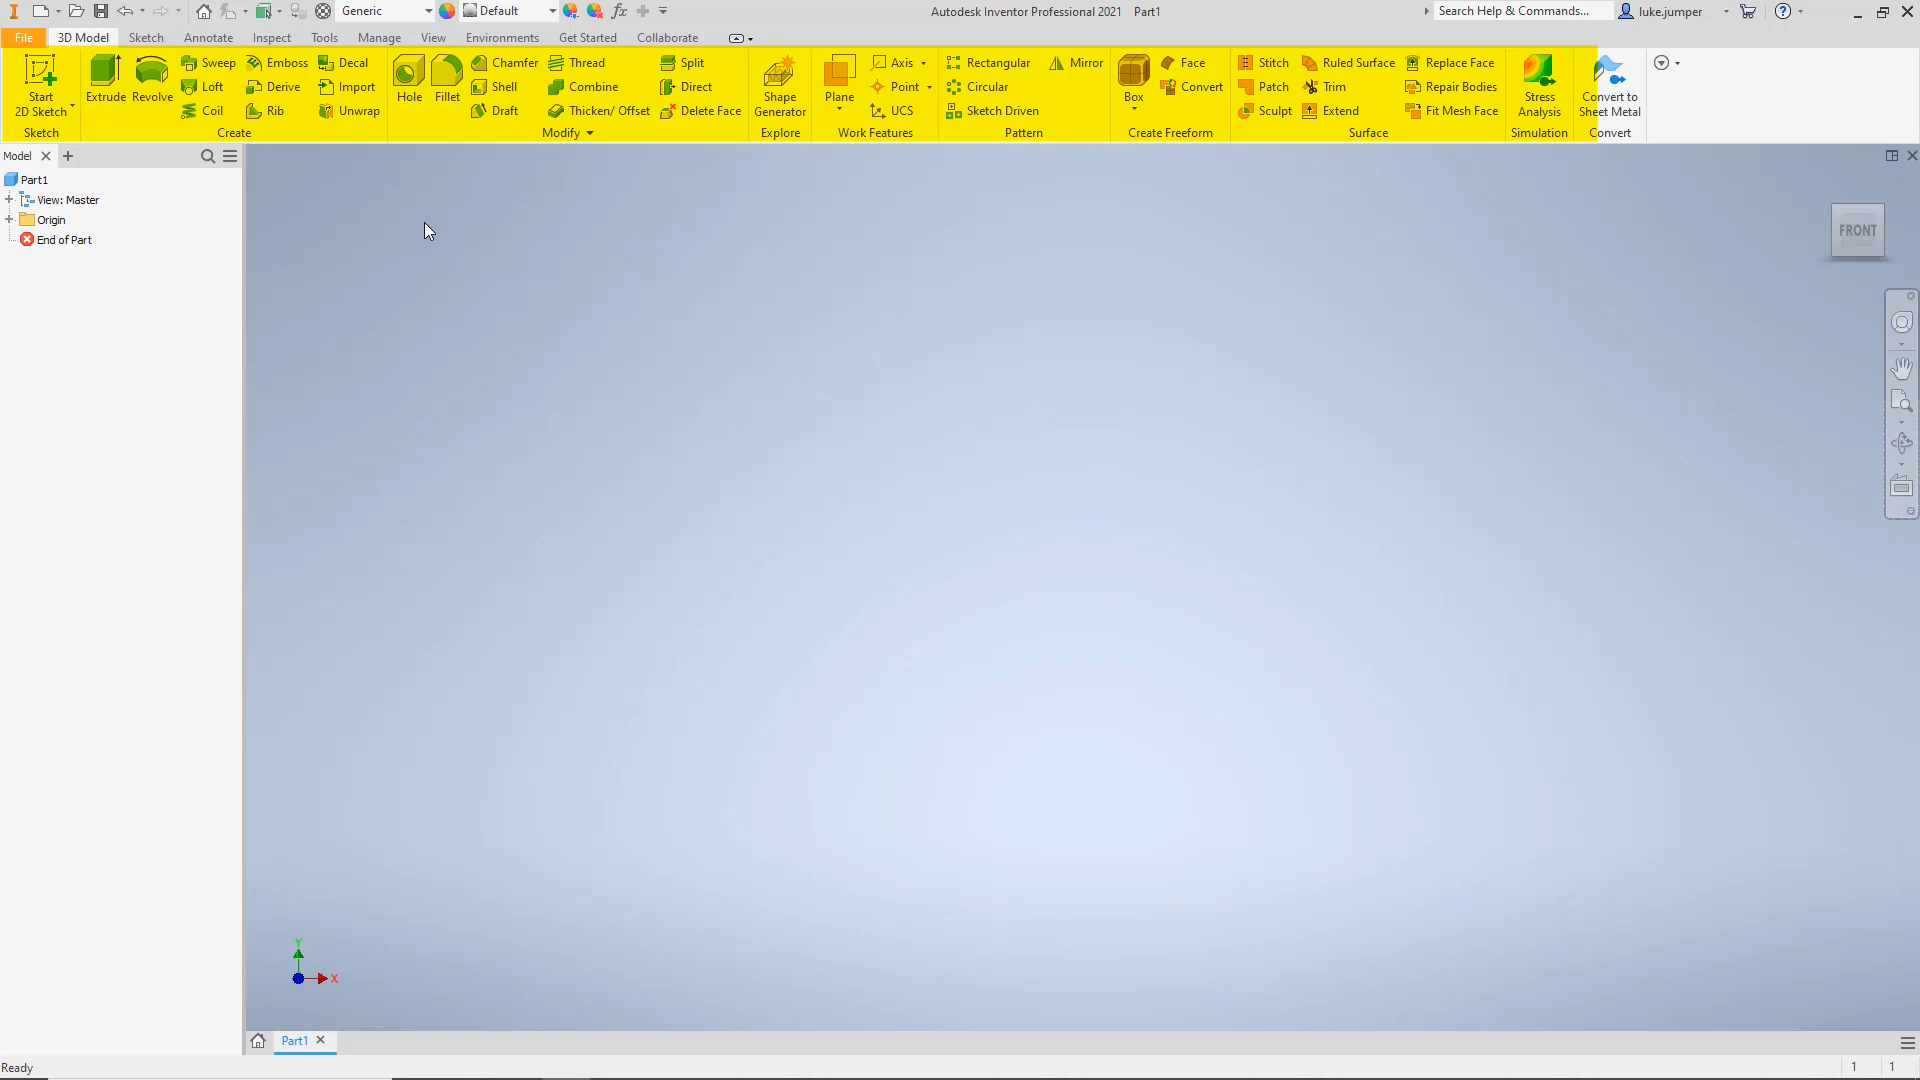 Generic Default fx Autodesk Inventor Professional 2021 Part1 Search Help & Commands... luke.jumper
File 3D Model Sketch Annotate Inspect Tools Manage View Environments Get Started Collaborate
Start 2D Sketch
Sketch
Extrude Revolve
Sweep Emboss Decal
Loft Derive Import
Coil Rib Unwrap
Create
Hole Fillet
Chamfer Thread Split
Shell Combine Direct
Draft Thicken/ Offset Delete Face
Modify
Shape Generator
Explore
Plane
Axis
Point
UCS
Work Features
Rectangular Mirror
Circular
Sketch Driven
Pattern
Box
Face
Convert
Create Freeform
Stitch Ruled Surface Replace Face
Patch Trim Repair Bodies
Sculpt Extend Fit Mesh Face
Surface
Stress Analysis
Simulation
Convert to Sheet Metal
Convert
Model
Part1
View: Master
Origin
End of Part
FRONT
Y
X
Part1
Ready 1 1